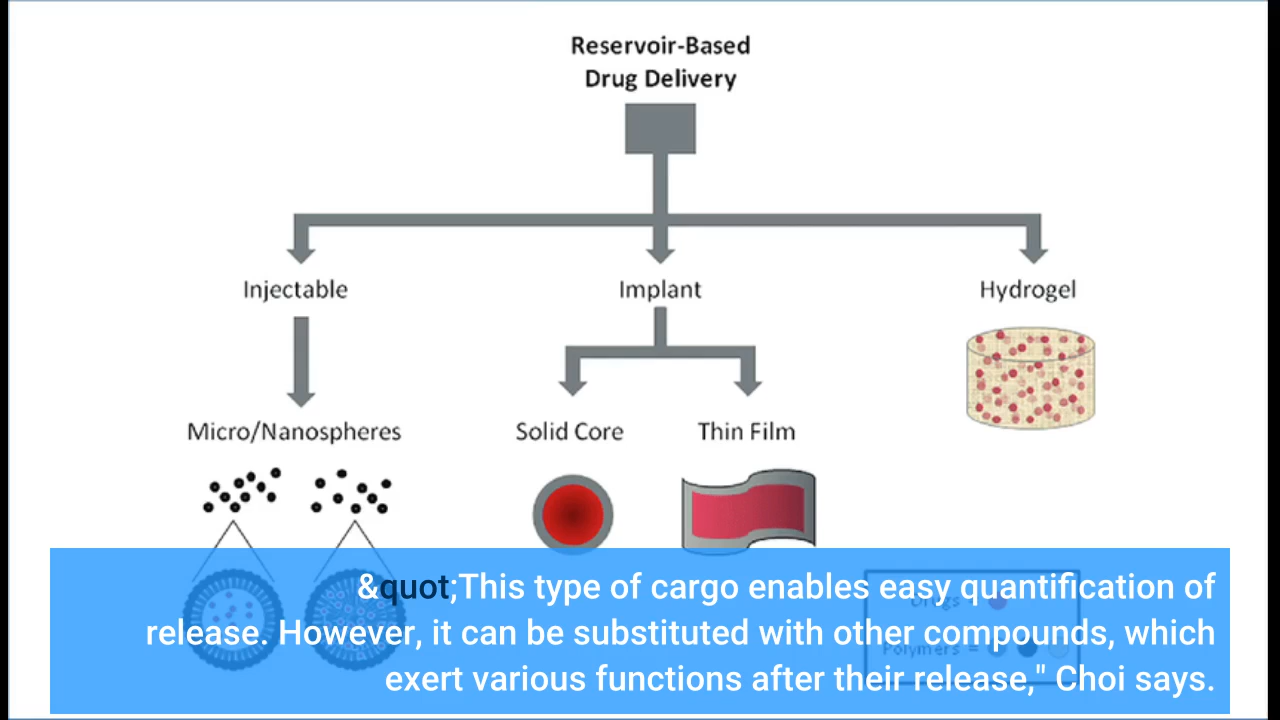 Reservoir-Based
Drug Delivery
Injectable
Implant
Hydrogel
Micro/Nanospheres
Solid Core
Thin Film
Drugs =
Polymers =
&quot;This type of cargo enables easy quantification of
release. However, it can be substituted with other compounds, which
exert various functions after their release," Choi says.